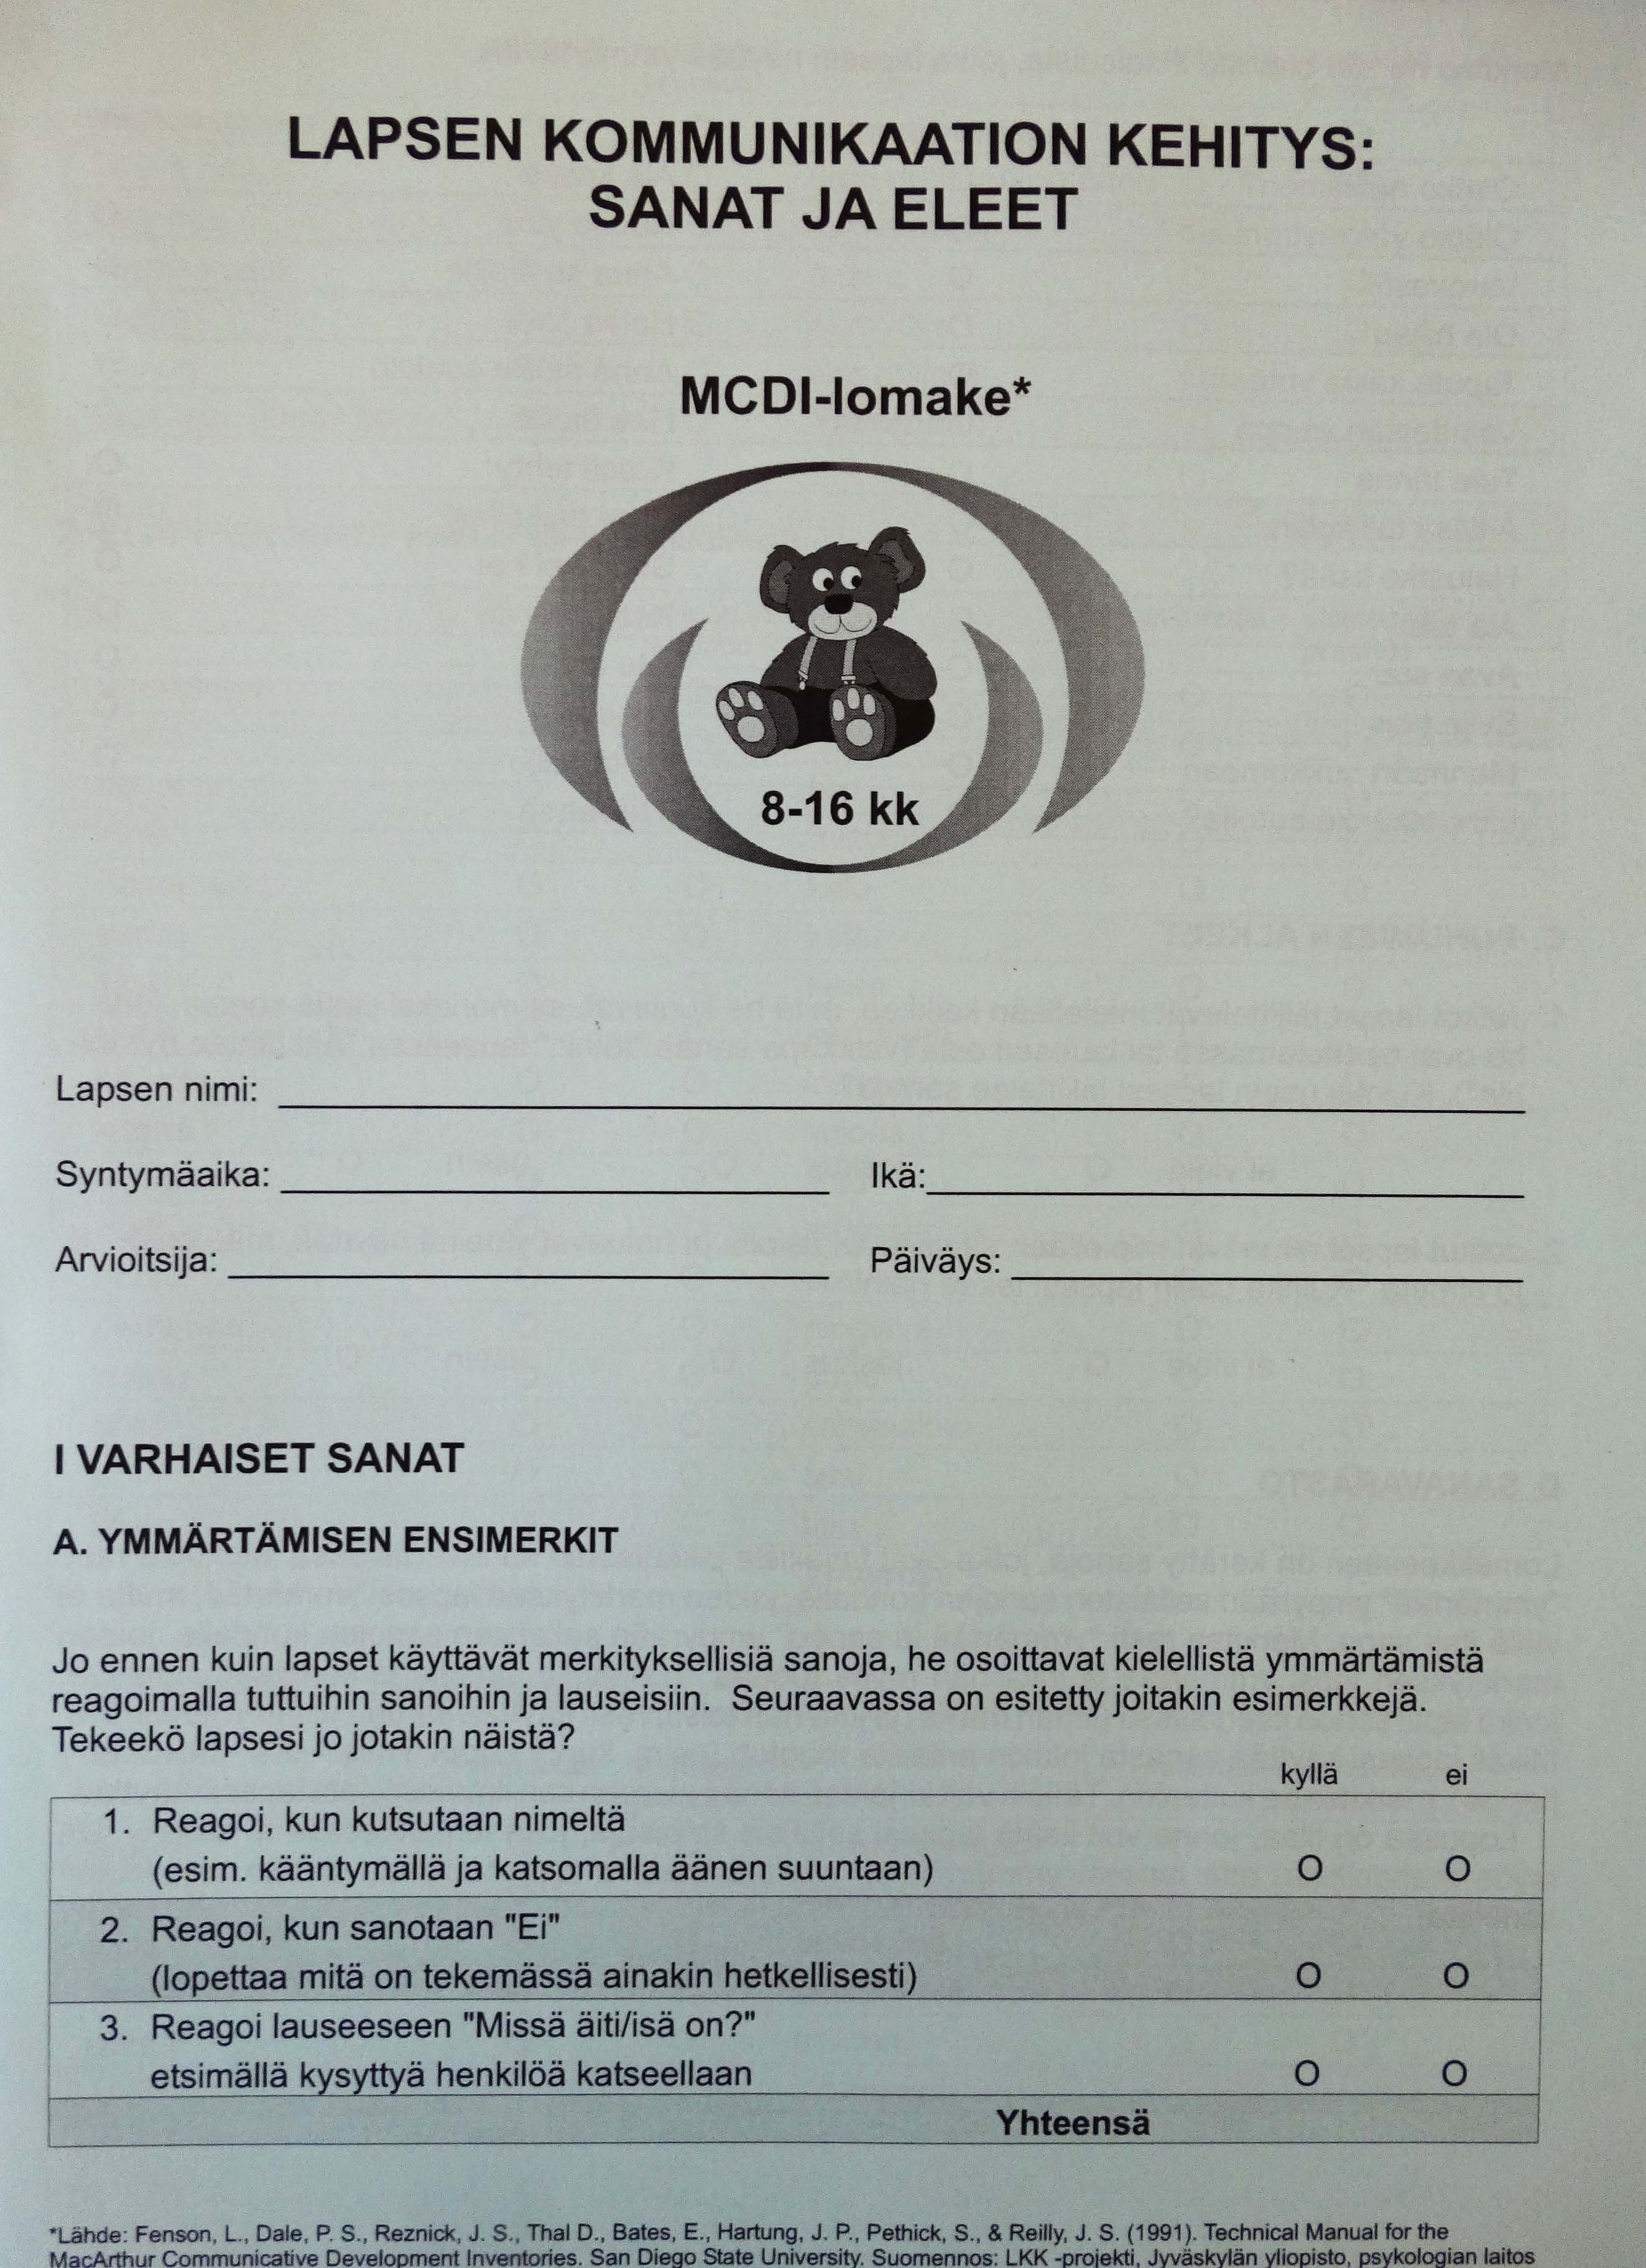 LAPSEN KOMMUNIKAATION KEHITYS:
SANAT JA ELEET
MCDI-lomake*
8-16 kk
Lapsen nimi:
Syntymäaika: Ikä:
Arvioitsija: Päiväys:
I VARHAISET SANAT
A. YMMÄRTÄMISEN ENSIMERKIT
Jo ennen kuin lapset käyttävät merkityksellisiä sanoja, he osoittavat kielellistä ymmärtämistä
reagoimalla tuttuihin sanoihin ja lauseisiin. Seuraavassa on esitetty joitakin esimerkkejä.
Tekeekö lapsesi jo jotakin näistä?
kyllä ei
1. Reagoi, kun kutsutaan nimeltä
(esim. kääntymällä ja katsomalla äänen suuntaan) O O
2. Reagoi, kun sanotaan "Ei"
(lopettaa mitä on tekemässä ainakin hetkellisesti) O O
3. Reagoi lauseeseen "Missä äiti/isä on?"
etsimällä kysyttyä henkilöä katseellaan O O
Yhteensä
*Lähde: Fenson, L., Dale, P. S., Reznick, J. S., Thal D., Bates, E., Hartung, J. P., Pethick, S., & Reilly, J. S. (1991). Technical Manual for the
MacArthur Communicative Development Inventories. San Diego State University. Suomennos: LKK -projekti, Jyväskylän yliopisto, psykologian laitos